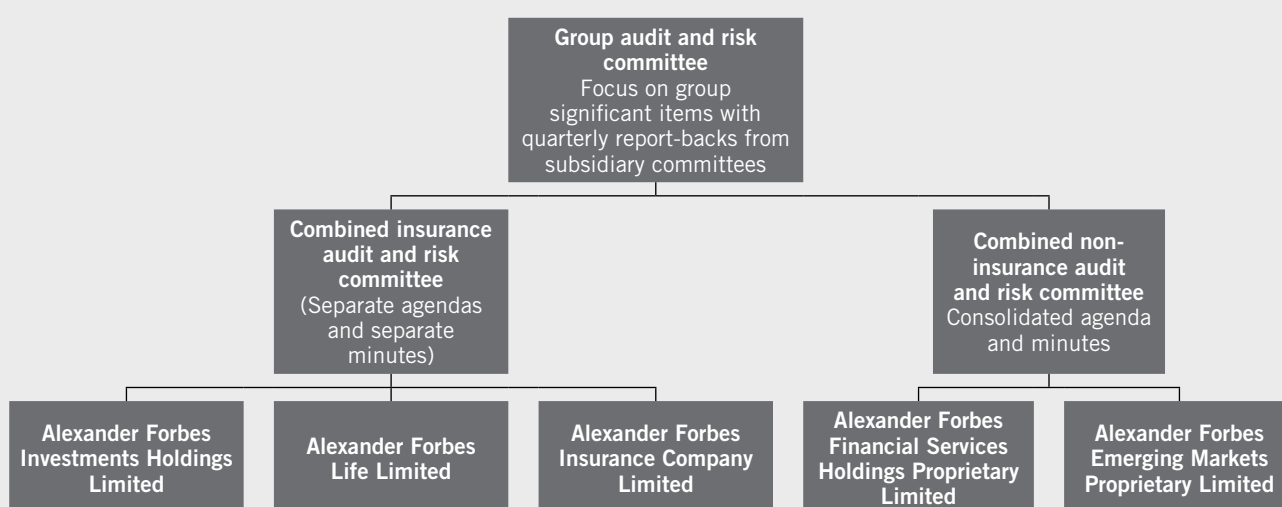 Group audit and risk
committee
Focus on group
significant items with
quarterly report-backs from
subsidiary committees
Combined insurance
audit and risk
committee
(Separate agendas
and separate
minutes)
Combined non-
insurance audit
and risk committee
Consolidated agenda
and minutes
Alexander Forbes
Investments Holdings
Limited
Alexander Forbes
Life Limited
Alexander Forbes
Insurance Company
Limited
Alexander Forbes
Financial Services
Holdings Proprietary
Limited
Alexander Forbes
Emerging Markets
Proprietary Limited